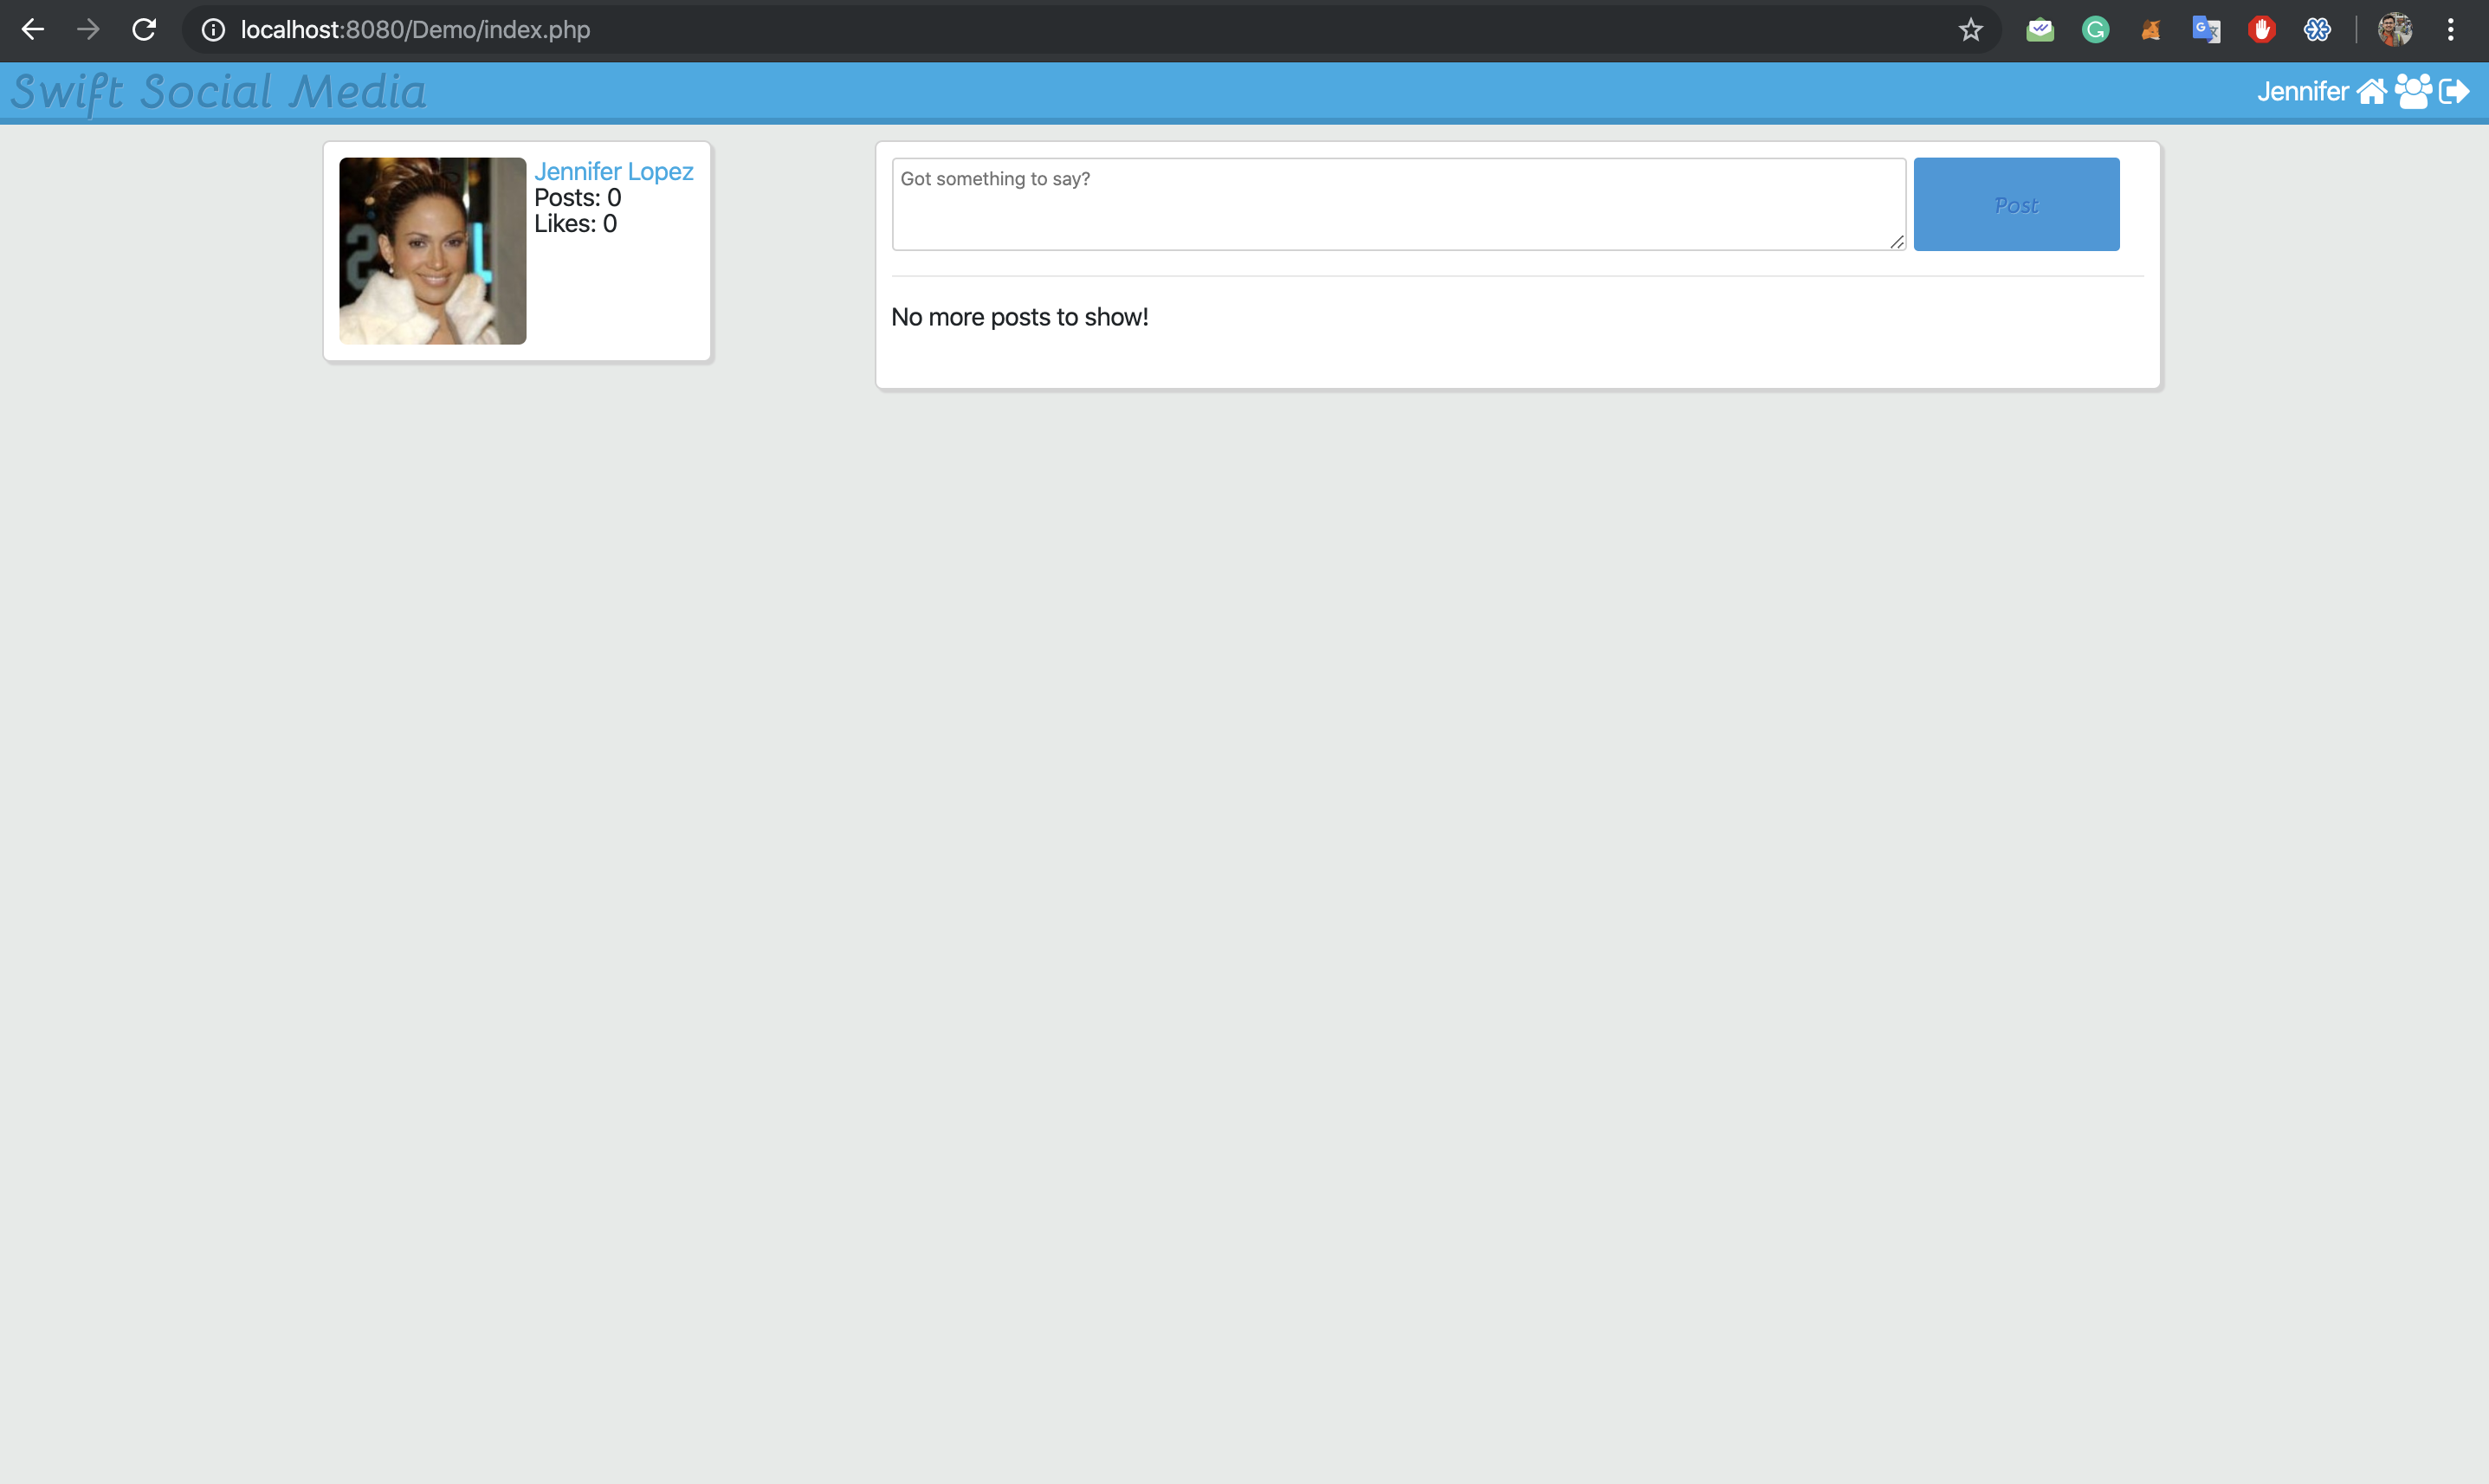 localhost:8080/Demo/index.php
Swift Social Media
Jennifer
Jennifer Lopez
Posts: 0
Likes: 0
Got something to say?
Post
No more posts to show!